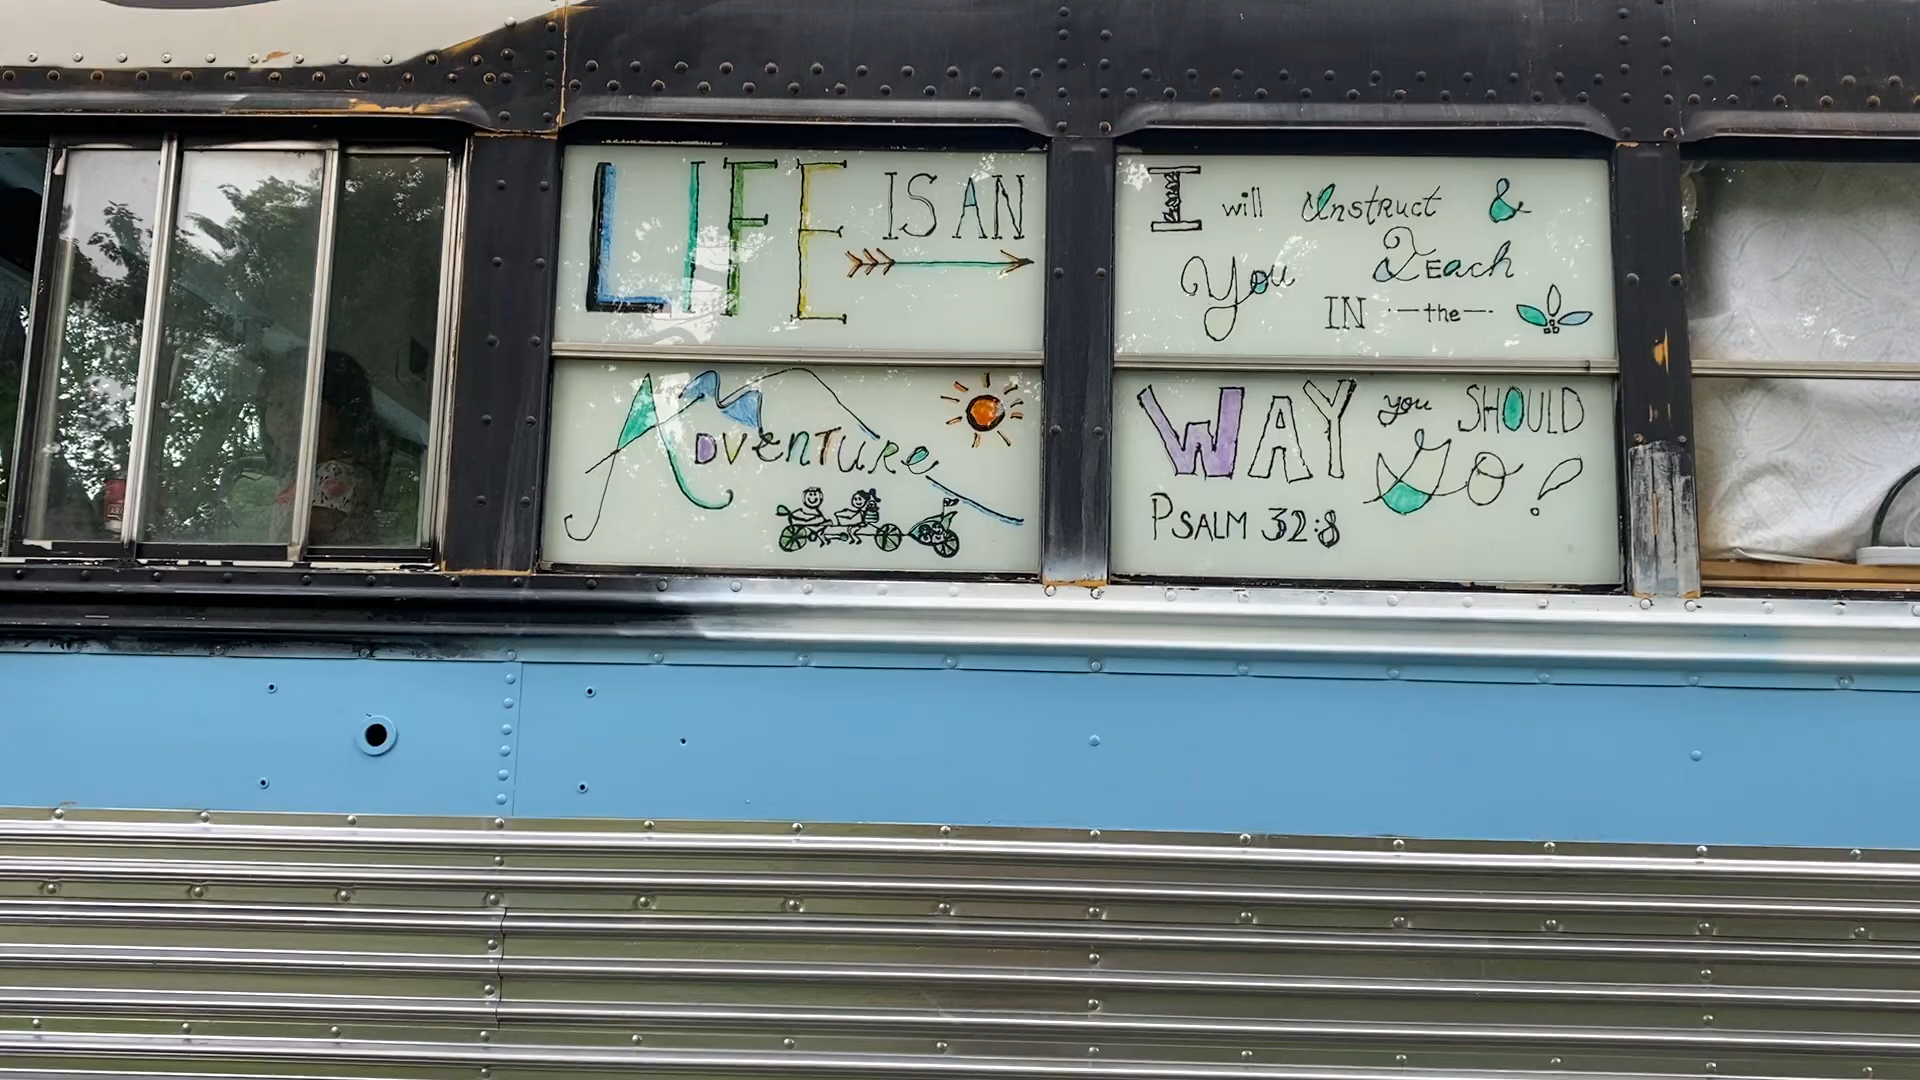 LIFE IS AN
ADVENTURE
I will Instruct &
Teach
You
IN -the-
WAY you SHOULD
Go!
PSALM 32:8